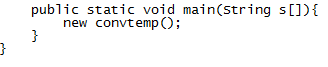 public static void main(String s[]){
new convtemp();
}
}